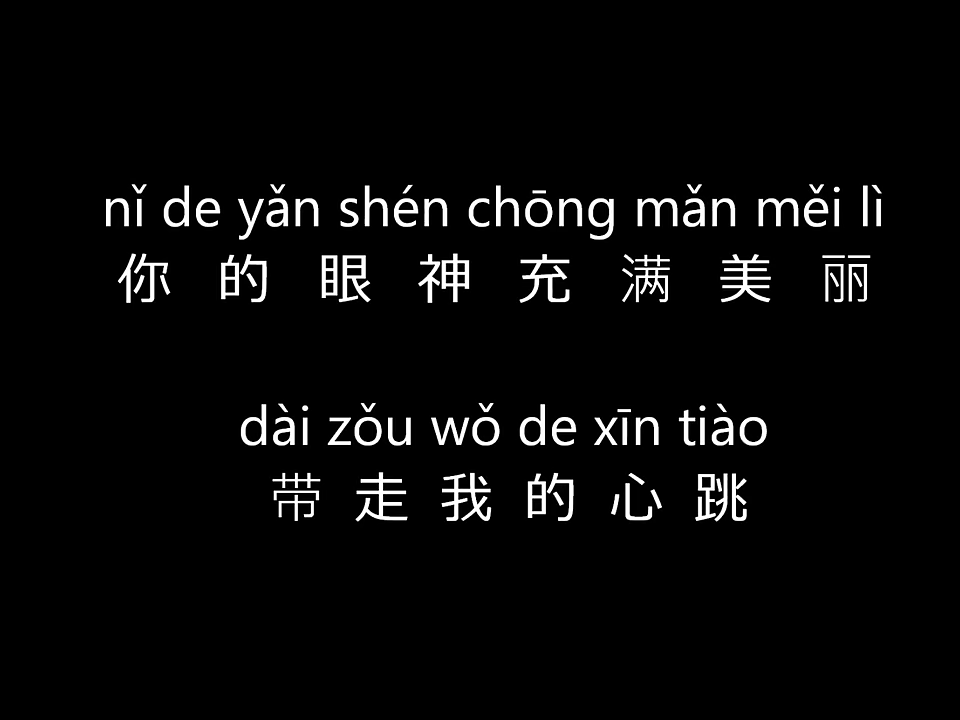 nǐ de yǎn shén chōng mǎn měi lì
你 的 眼 神 充 满 美 丽
dài zǒu wǒ de xīn tiào
带 走 我 的 心 跳